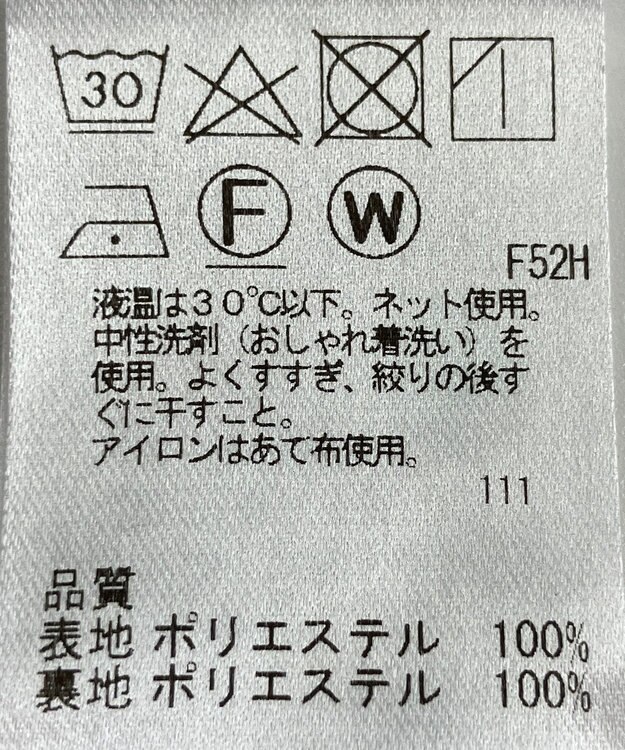 30
F W
F52H
液温は30℃以下。ネット使用。
中性洗剤（おしゃれ着洗い）を
使用。よくすすぎ、絞りの後す
ぐに干すこと。
アイロンはあて布使用。
111
品質
表地 ポリエステル 100%
裏地 ポリエステル 100%